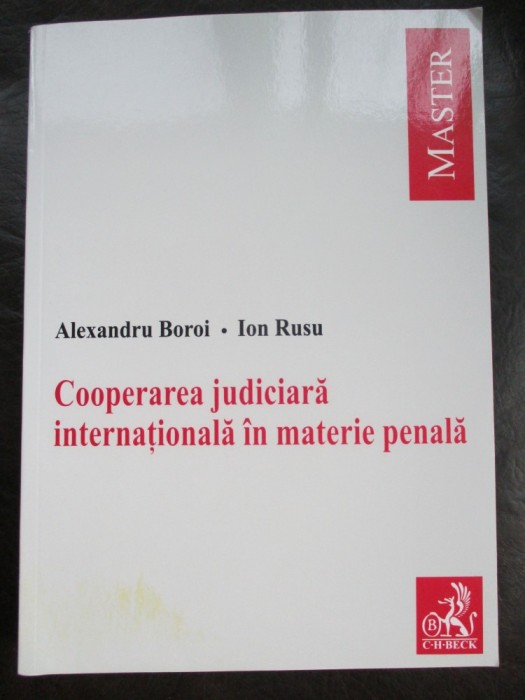 MASTER
Alexandru Boroi • Ion Rusu
Cooperarea judiciară
internațională în materie penală
B
C·H·BECK